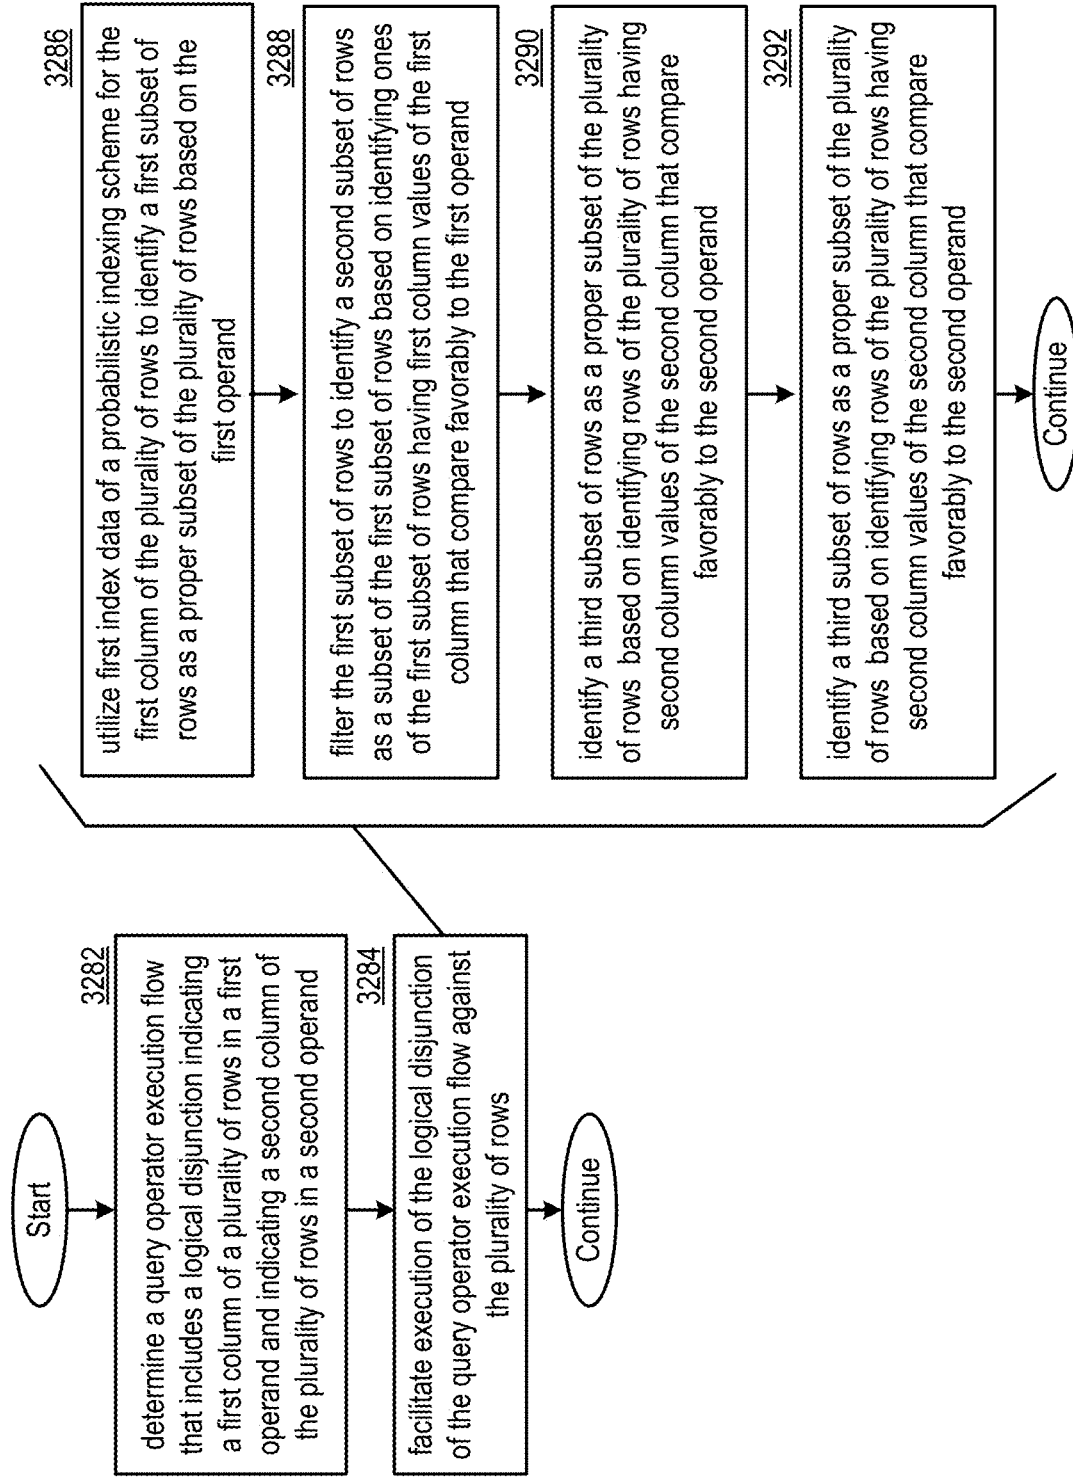 Start
3282
determine a query operator execution flow
that includes a logical disjunction indicating
a first column of a plurality of rows in a first
operand and indicating a second column of
the plurality of rows in a second operand
3284
facilitate execution of the logical disjunction
of the query operator execution flow against
the plurality of rows
Continue
3286
utilize first index data of a probabilistic indexing scheme for the
first column of the plurality of rows to identify a first subset of
rows as a proper subset of the plurality of rows based on the
first operand
3288
filter the first subset of rows to identify a second subset of rows
as a subset of the first subset of rows based on identifying ones
of the first subset of rows having first column values of the first
column that compare favorably to the first operand
3290
identify a third subset of rows as a proper subset of the plurality
of rows based on identifying rows of the plurality of rows having
second column values of the second column that compare
favorably to the second operand
3292
identify a third subset of rows as a proper subset of the plurality
of rows based on identifying rows of the plurality of rows having
second column values of the second column that compare
favorably to the second operand
Continue